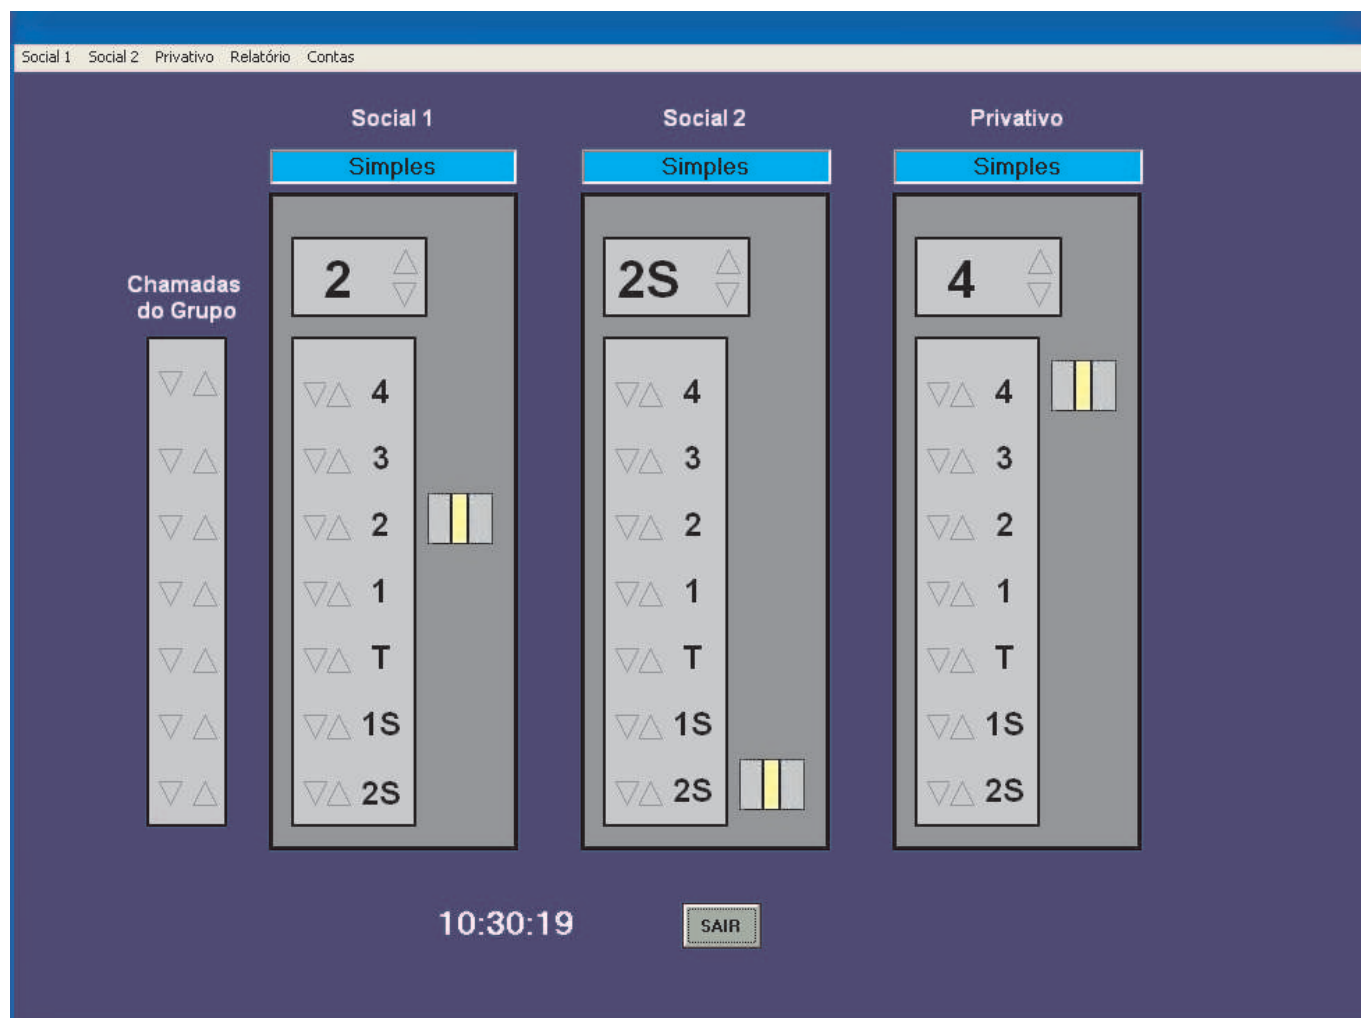 Social 1 Social 2 Privativo Relatório Contas
Social 1 Social 2 Privativo
Simples Simples Simples
2 2S 4
Chamadas
do Grupo
4 4 4
3 3 3
2 2 2
1 1 1
T T T
1S 1S 1S
2S 2S 2S
10:30:19 SAIR